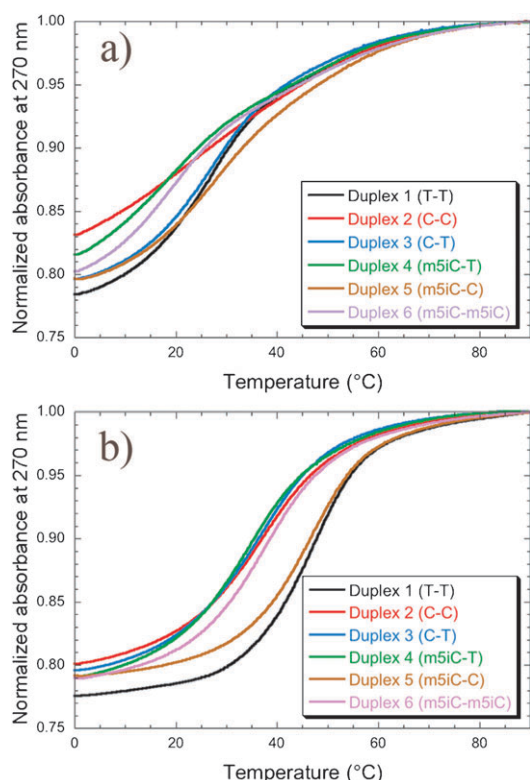 a)
Normalized absorbance at 270 nm
1.00
0.95
0.90
0.85
0.80
0.75
Duplex 1 (T-T)
Duplex 2 (C-C)
Duplex 3 (C-T)
Duplex 4 (m5iC-T)
Duplex 5 (m5iC-C)
Duplex 6 (m5iC-m5iC)
0 20 40 60 80
Temperature (°C)
b)
Normalized absorbance at 270 nm
1.00
0.95
0.90
0.85
0.80
0.75
Duplex 1 (T-T)
Duplex 2 (C-C)
Duplex 3 (C-T)
Duplex 4 (m5iC-T)
Duplex 5 (m5iC-C)
Duplex 6 (m5iC-m5iC)
0 20 40 60 80
Temperature (°C)